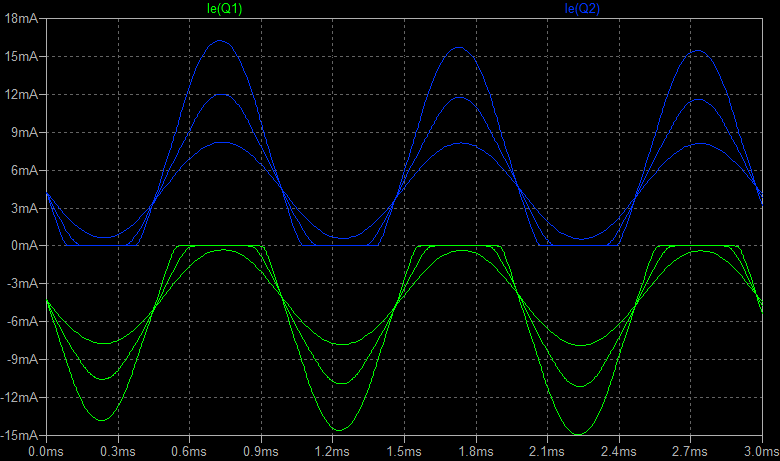 Ie(Q1) Ie(Q2)
18mA
15mA
12mA
9mA
6mA
3mA
0mA
-3mA
-6mA
-9mA
-12mA
-15mA
0.0ms 0.3ms 0.6ms 0.9ms 1.2ms 1.5ms 1.8ms 2.1ms 2.4ms 2.7ms 3.0ms